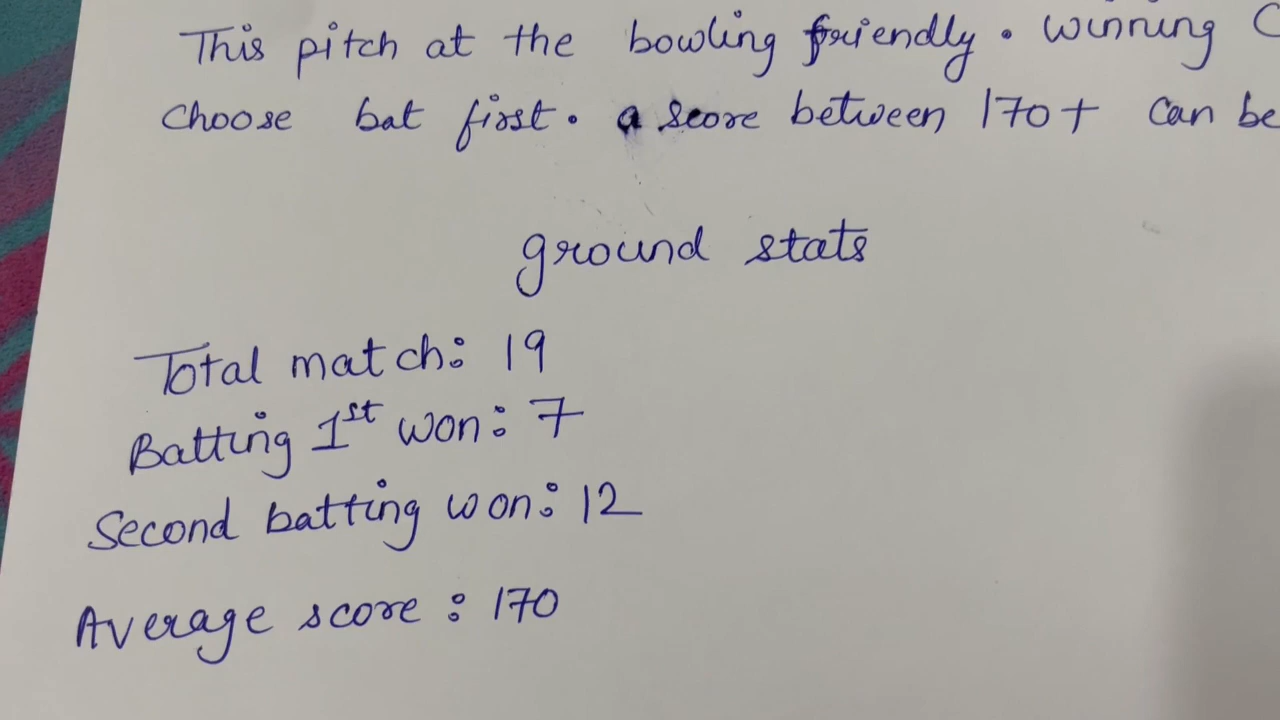 This pitch at the bowling friendly. winning
choose bat first. a score between 170+ can be
ground stats
Total match: 19
Batting 1st won: 7
Second batting won: 12
Average score: 170